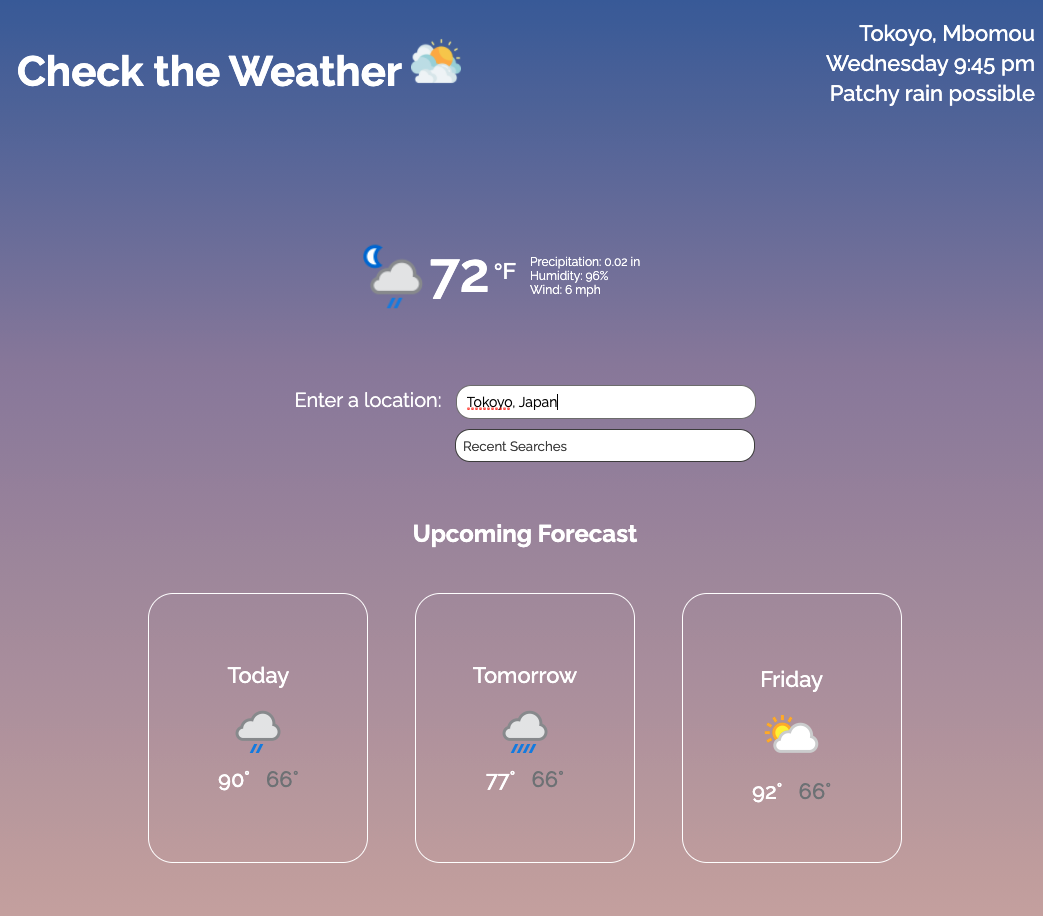 Check the Weather
Tokoyo, Mbomou
Wednesday 9:45 pm
Patchy rain possible
72 °F
Precipitation: 0.02 in
Humidity: 96%
Wind: 6 mph
Enter a location:
Tokoyo, Japan
Recent Searches
Upcoming Forecast
Today
90° 66°
Tomorrow
77° 66°
Friday
92° 66°